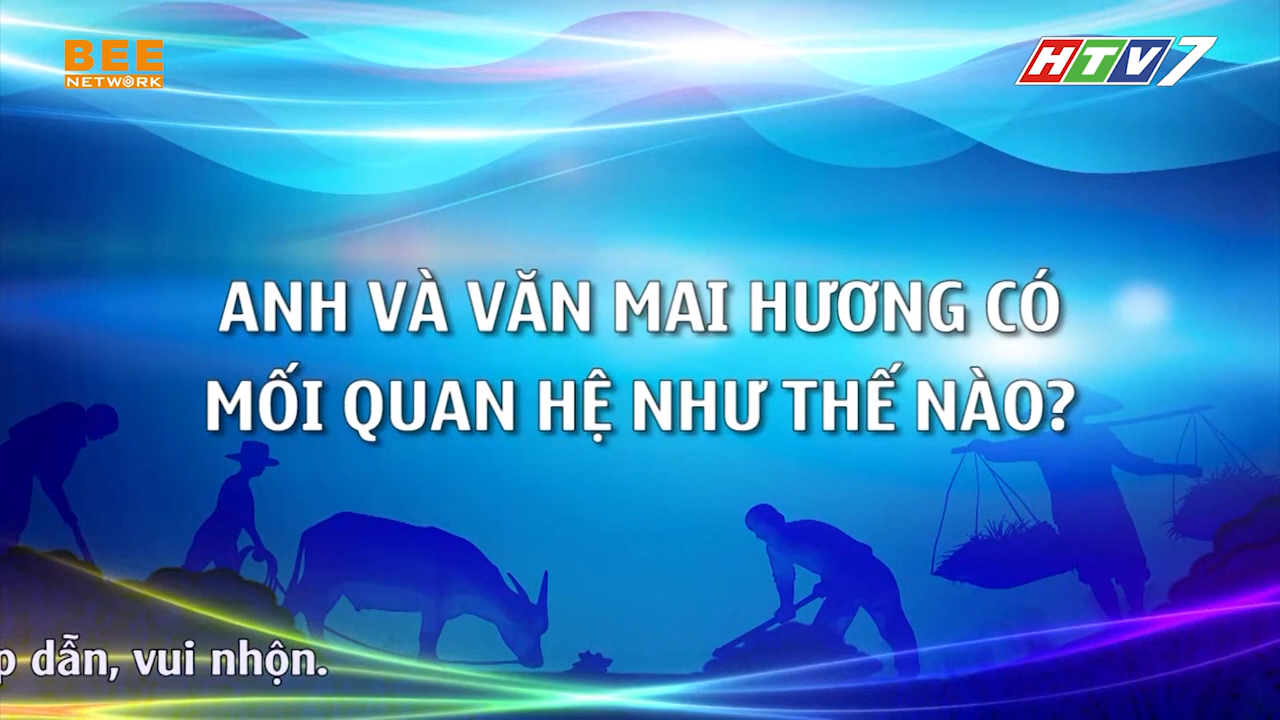 BEE
NETWORK
HTV7
ANH VÀ VĂN MAI HƯƠNG CÓ
MỐI QUAN HỆ NHƯ THẾ NÀO?
dẫn, vui nhộn.